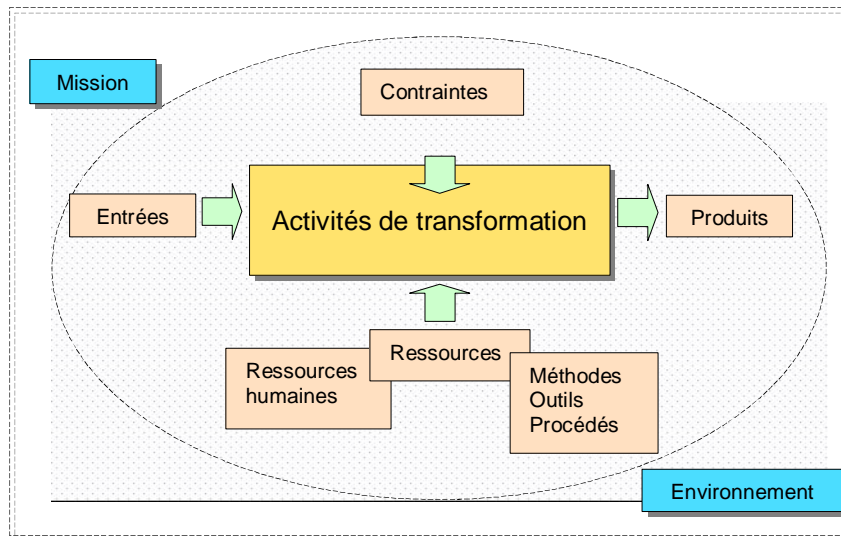 Mission
Contraintes
Entrées
Activités de transformation
Produits
Ressources
humaines
Ressources
Méthodes
Outils
Procédés
Environnement